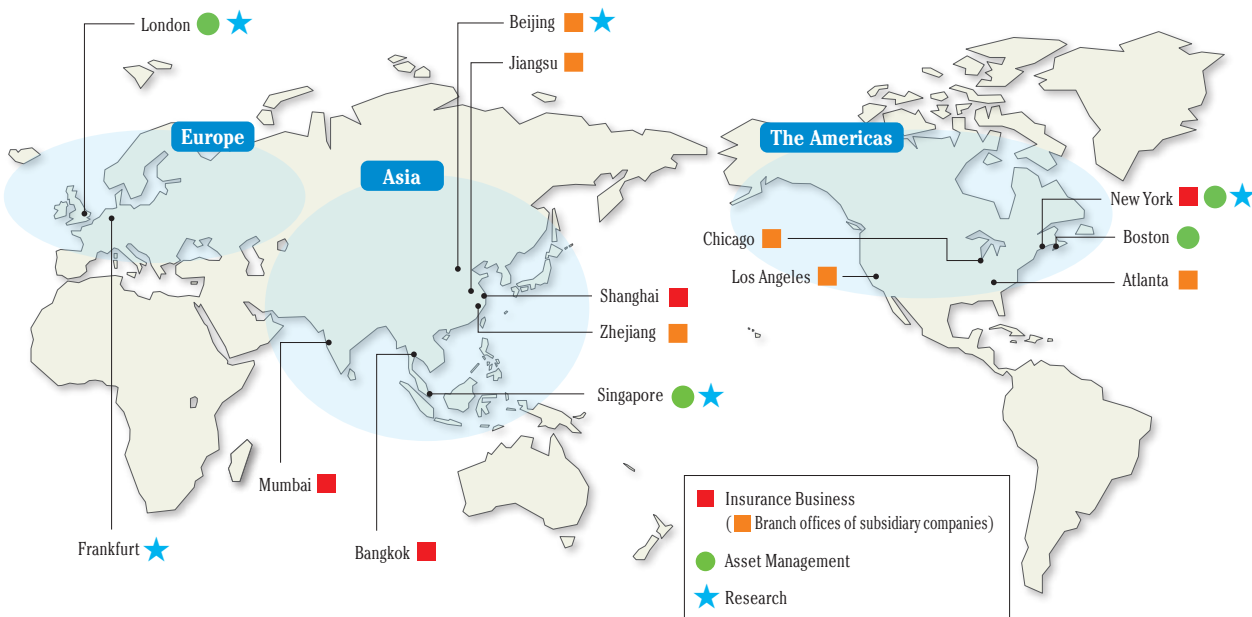 London
Beijing
Jiangsu
Europe
Asia
The Americas
New York
Chicago
Boston
Los Angeles
Atlanta
Shanghai
Zhejiang
Singapore
Mumbai
Frankfurt
Bangkok
Insurance Business
( Branch offices of subsidiary companies)
Asset Management
Research